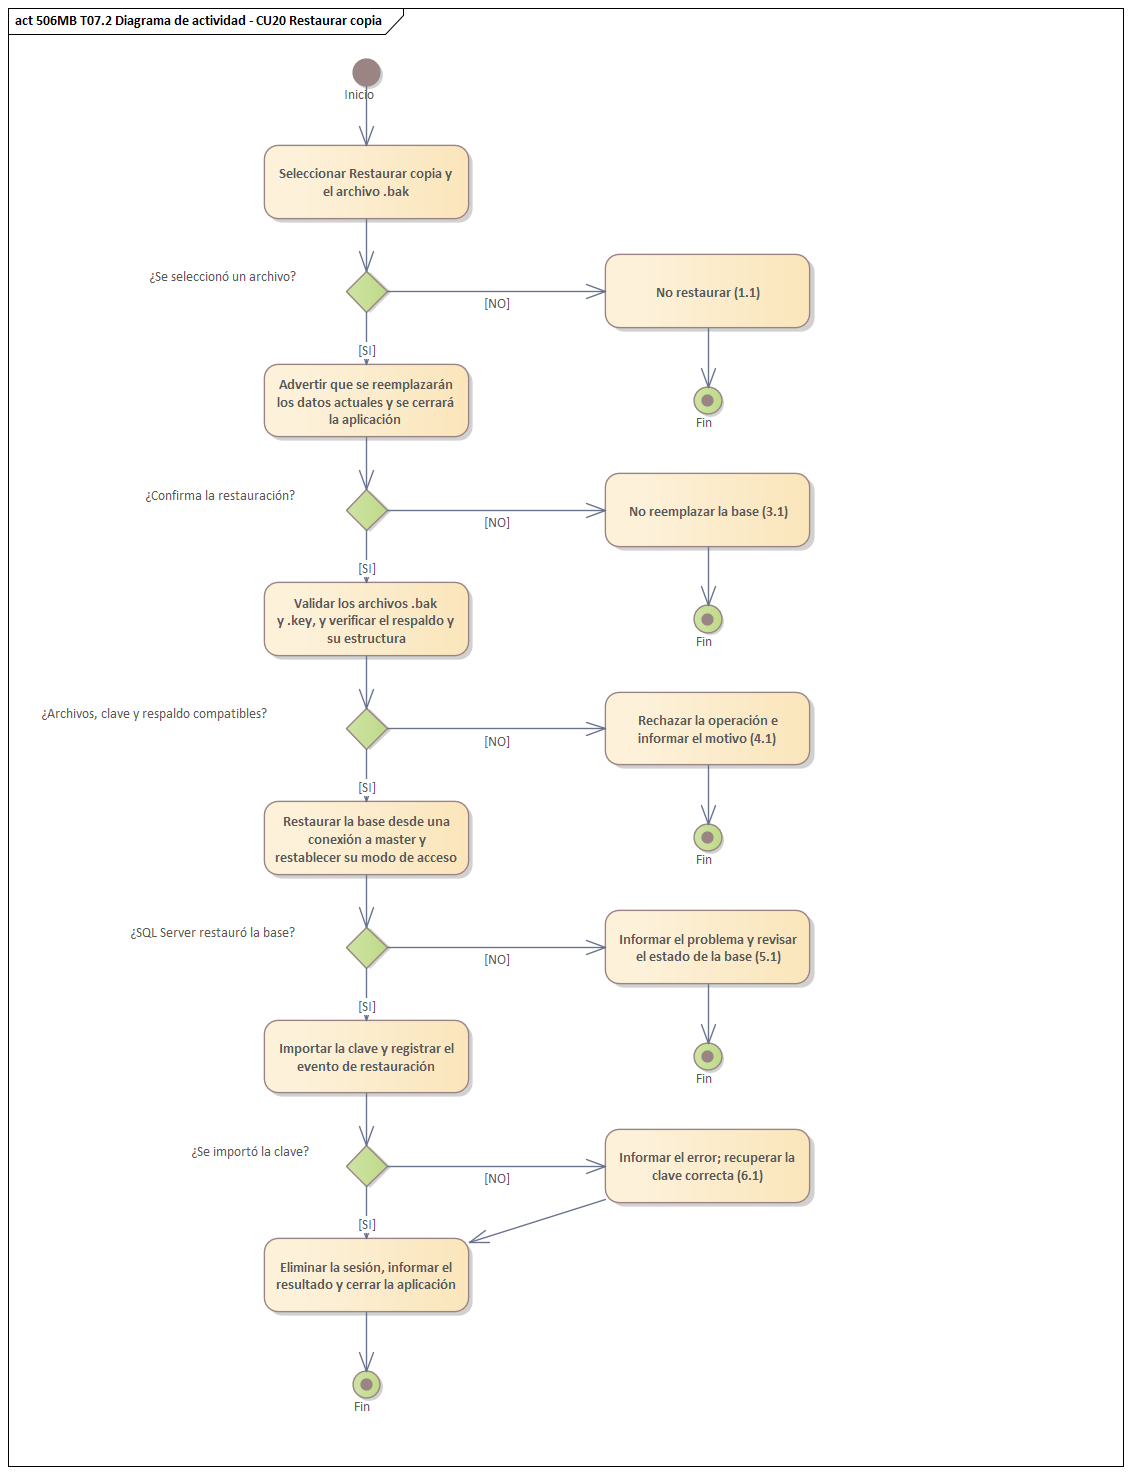 act 506MB T07.2 Diagrama de actividad - CU20 Restaurar copia
Inicio
Seleccionar Restaurar copia y
el archivo .bak
¿Se seleccionó un archivo?
[NO]
No restaurar (1.1)
[SI]
Fin
Advertir que se reemplazarán
los datos actuales y se cerrará
la aplicación
¿Confirma la restauración?
[NO]
No reemplazar la base (3.1)
[SI]
Fin
Validar los archivos .bak
y .key, y verificar el respaldo y
su estructura
¿Archivos, clave y respaldo compatibles?
[NO]
Rechazar la operación e
informar el motivo (4.1)
[SI]
Fin
Restaurar la base desde una
conexión a master y
restablecer su modo de acceso
¿SQL Server restauró la base?
[NO]
Informar el problema y revisar
el estado de la base (5.1)
[SI]
Fin
Importar la clave y registrar el
evento de restauración
¿Se importó la clave?
[NO]
Informar el error; recuperar la
clave correcta (6.1)
[SI]
Eliminar la sesión, informar el
resultado y cerrar la aplicación
Fin